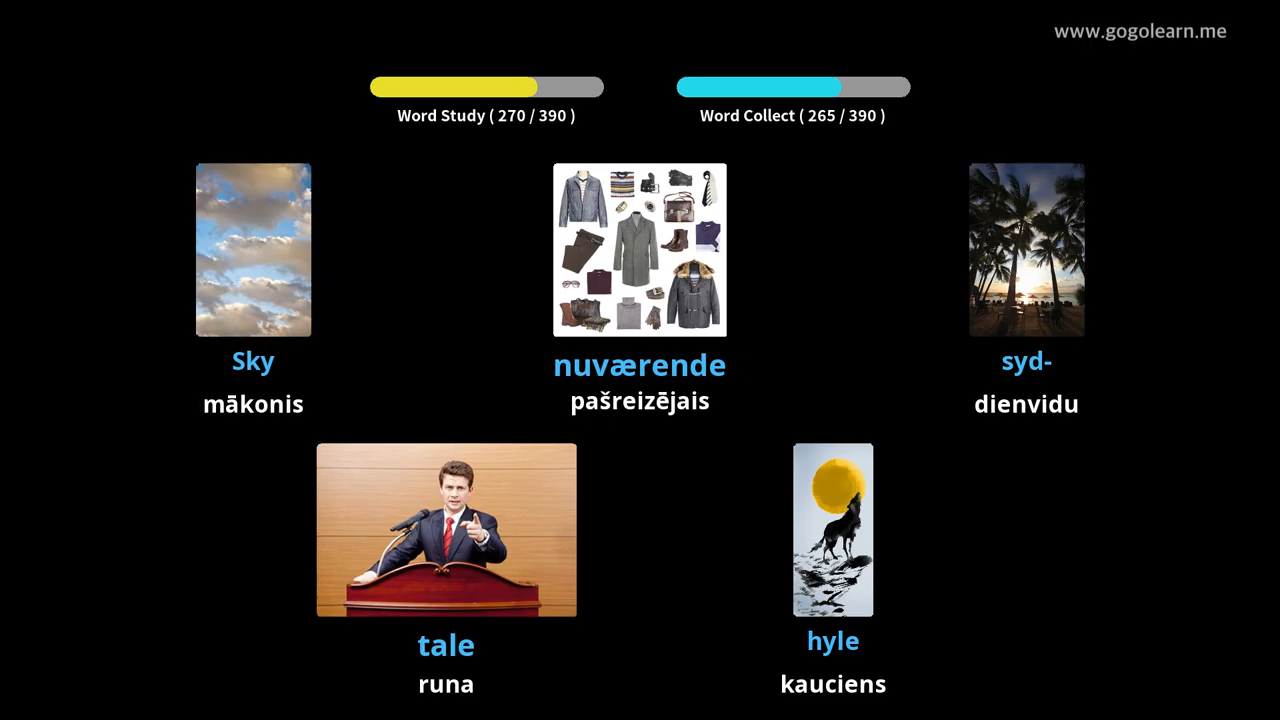 www.gogolearn.me
Word Study ( 270 / 390 )
Word Collect ( 265 / 390 )
Sky
mākonis
nuværende
pašreizējais
syd-
dienvidu
tale
runa
hyle
kauciens